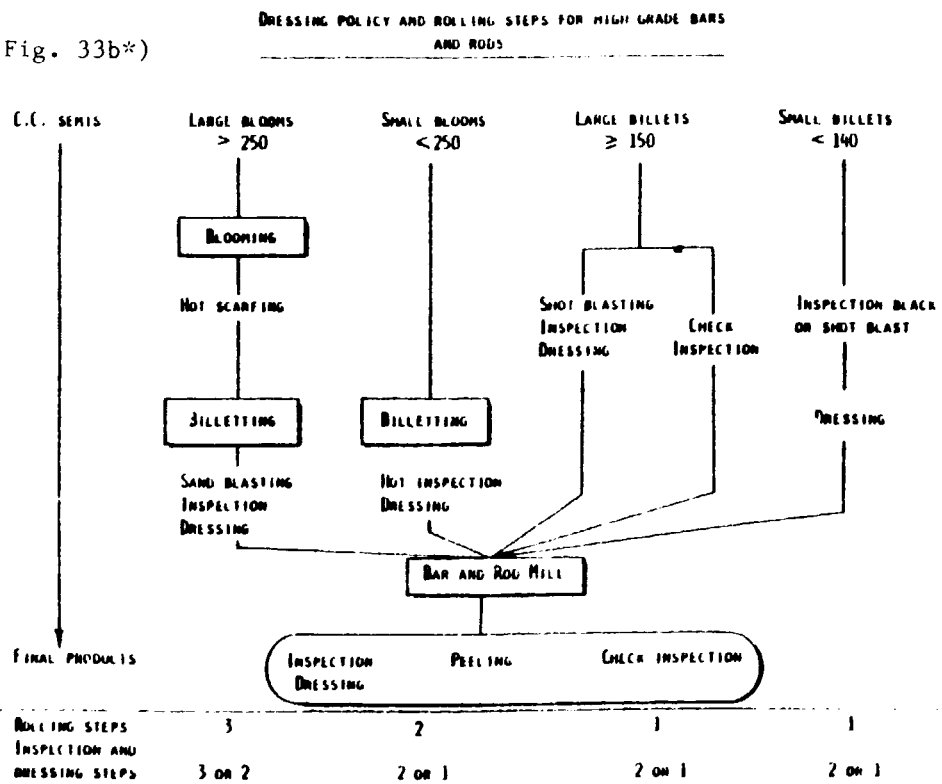 DRESSING POLICY AND ROLLING STEPS FOR HIGH GRADE BARS
AND RODS
Fig. 33b*)
C.C. SEMIS
LARGE BLOOMS
> 250
SMALL BLOOMS
< 250
LARGE BILLETS
≥ 150
SMALL BILLETS
< 140
BLOOMING
HOT SCARFING
SHOT BLASTING
INSPECTION
DRESSING
CHECK
INSPECTION
INSPECTION BLACK
OR SHOT BLAST
BILLETTING
BILLETTING
DRESSING
SAND BLASTING
INSPECTION
DRESSING
HOT INSPECTION
DRESSING
BAR AND ROD MILL
FINAL PRODUCTS
INSPECTION
DRESSING
PEELING
CHECK INSPECTION
ROLLING STEPS 3 2 1 1
INSPECTION AND
DRESSING STEPS 3 OR 2 2 OR 1 2 OR 1 2 OR 1